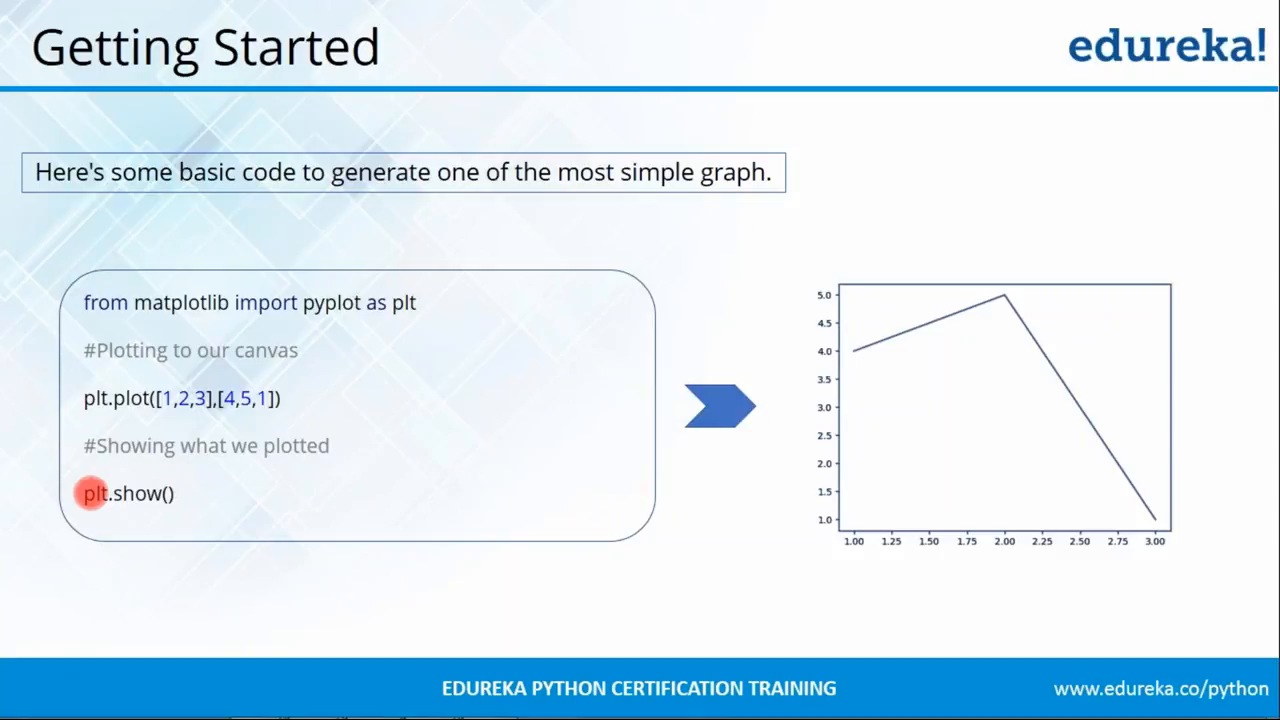 Getting Started
edureka!
Here's some basic code to generate one of the most simple graph.
from matplotlib import pyplot as plt
#Plotting to our canvas
plt.plot([1,2,3],[4,5,1])
#Showing what we plotted
plt.show()
5.0
4.5
4.0
3.5
3.0
2.5
2.0
1.5
1.0
1.00 1.25 1.50 1.75 2.00 2.25 2.50 2.75 3.00
EDUREKA PYTHON CERTIFICATION TRAINING
www.edureka.co/python